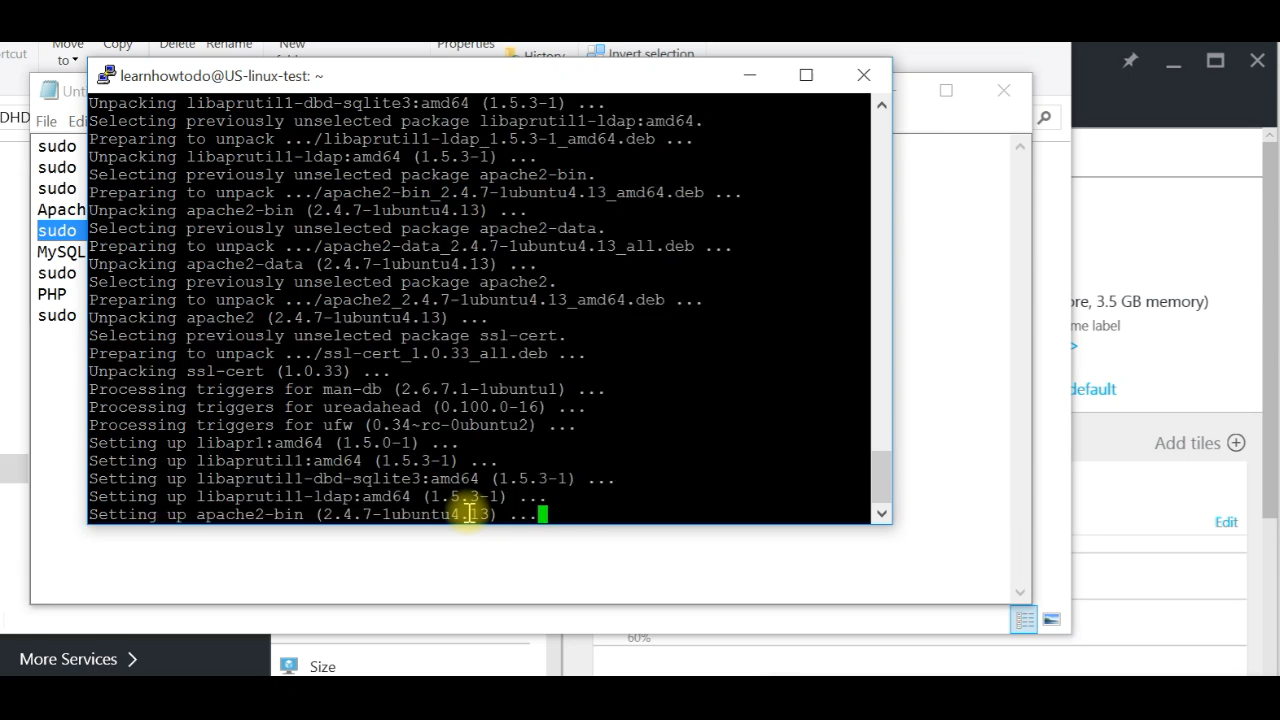 Move
Copy
Delete
Rename
New
Properties
to
History
Invert selection
learnhowtodo@US-linux-test: ~
File
sudo
sudo
sudo
Apach
sudo
MySQL
sudo
PHP
sudo
Unpacking libaprutil1-dbd-sqlite3:amd64 (1.5.3-1) ...
Selecting previously unselected package libaprutil1-ldap:amd64.
Preparing to unpack .../libaprutil1-ldap_1.5.3-1_amd64.deb ...
Unpacking libaprutil1-ldap:amd64 (1.5.3-1) ...
Selecting previously unselected package apache2-bin.
Preparing to unpack .../apache2-bin_2.4.7-1ubuntu4.13_amd64.deb ...
Unpacking apache2-bin (2.4.7-1ubuntu4.13) ...
Selecting previously unselected package apache2-data.
Preparing to unpack .../apache2-data_2.4.7-1ubuntu4.13_all.deb ...
Unpacking apache2-data (2.4.7-1ubuntu4.13) ...
Selecting previously unselected package apache2.
Preparing to unpack .../apache2_2.4.7-1ubuntu4.13_amd64.deb ...
Unpacking apache2 (2.4.7-1ubuntu4.13) ...
Selecting previously unselected package ssl-cert.
Preparing to unpack .../ssl-cert_1.0.33_all.deb ...
Unpacking ssl-cert (1.0.33) ...
Processing triggers for man-db (2.6.7.1-1ubuntu1) ...
Processing triggers for ureadahead (0.100.0-16) ...
Processing triggers for ufw (0.34~rc-0ubuntu2) ...
Setting up libapr1:amd64 (1.5.0-1) ...
Setting up libaprutil1:amd64 (1.5.3-1) ...
Setting up libaprutil1-dbd-sqlite3:amd64 (1.5.3-1) ...
Setting up libaprutil1-ldap:amd64 (1.5.3-1) ...
Setting up apache2-bin (2.4.7-1ubuntu4.13) ...
ore, 3.5 GB memory)
me label
>
default
Add tiles
Edit
60%
More Services
Size